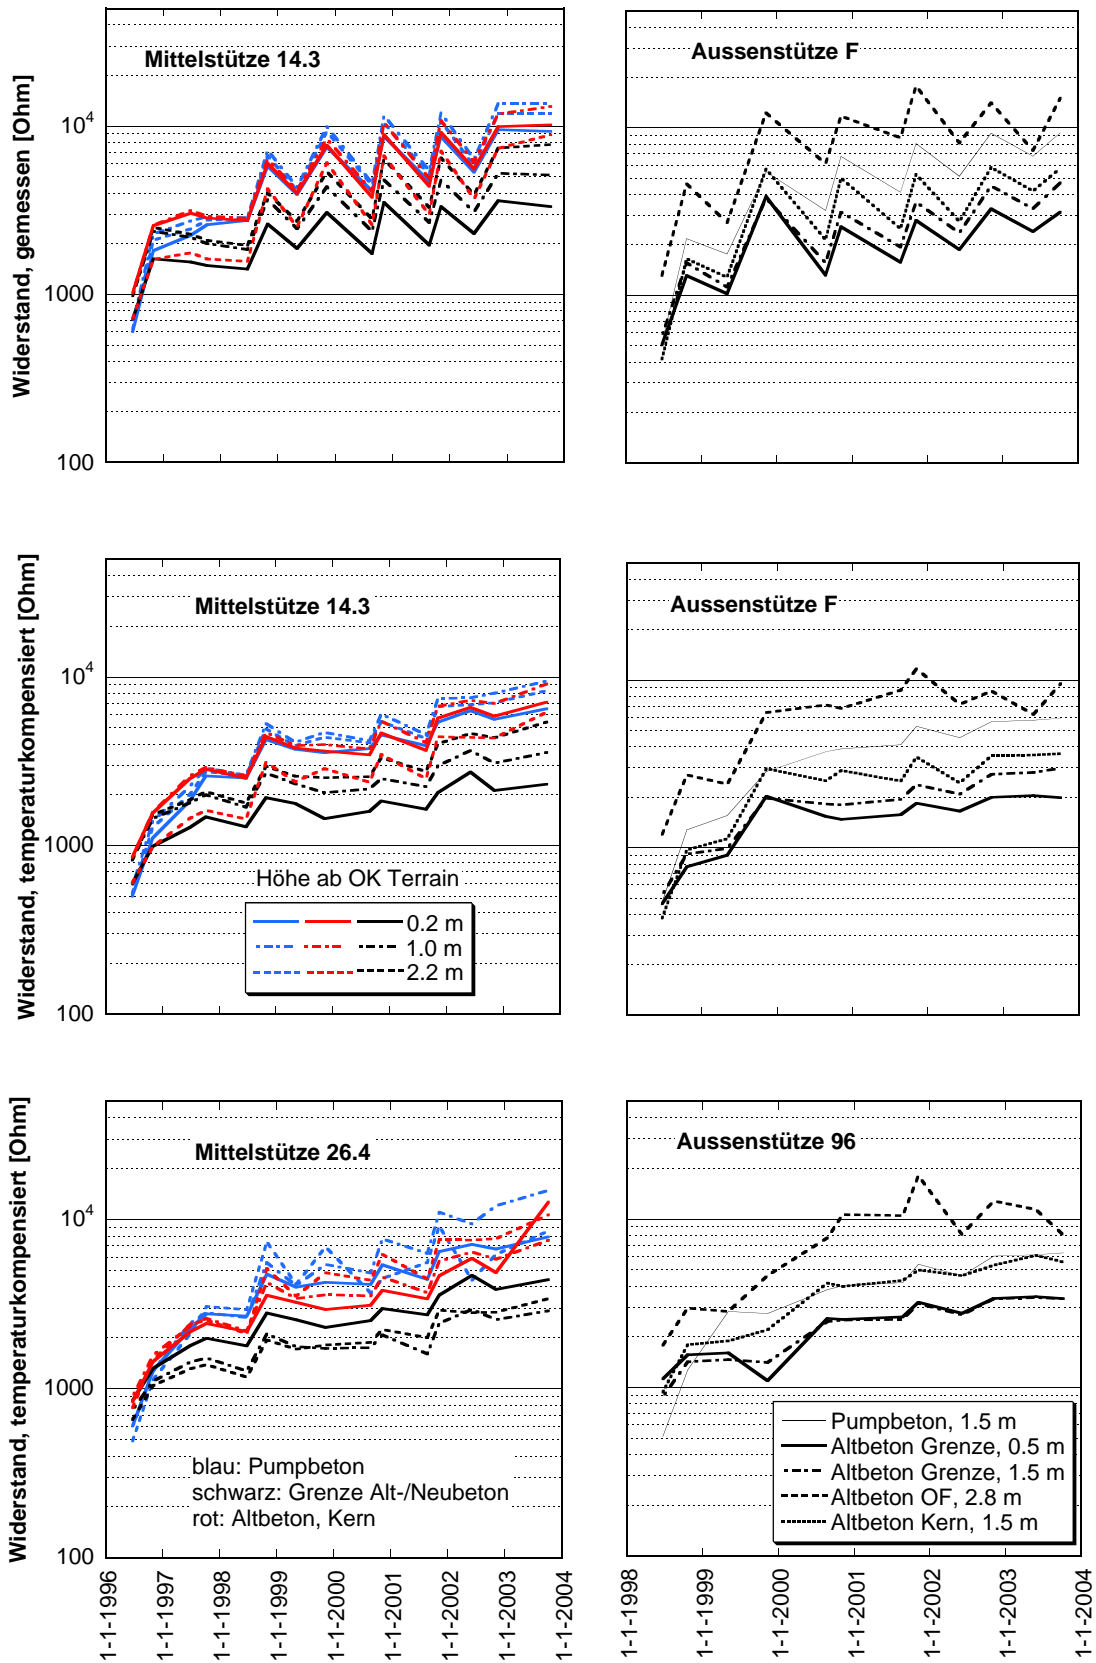 Widerstand, gemessen [Ohm]
Mittelstütze 14.3
10^4
1000
100
Aussenstütze F
Widerstand, temperaturkompensiert [Ohm]
Mittelstütze 14.3
10^4
1000
100
Höhe ab OK Terrain
0.2 m
1.0 m
2.2 m
Aussenstütze F
Widerstand, temperaturkompensiert [Ohm]
Mittelstütze 26.4
10^4
1000
100
blau: Pumpbeton
schwarz: Grenze Alt-/Neubeton
rot: Altbeton, Kern
1-1-1996
1-1-1997
1-1-1998
1-1-1999
1-1-2000
1-1-2001
1-1-2002
1-1-2003
1-1-2004
Aussenstütze 96
Pumpbeton, 1.5 m
Altbeton Grenze, 0.5 m
Altbeton Grenze, 1.5 m
Altbeton OF, 2.8 m
Altbeton Kern, 1.5 m
1-1-1998
1-1-1999
1-1-2000
1-1-2001
1-1-2002
1-1-2003
1-1-2004